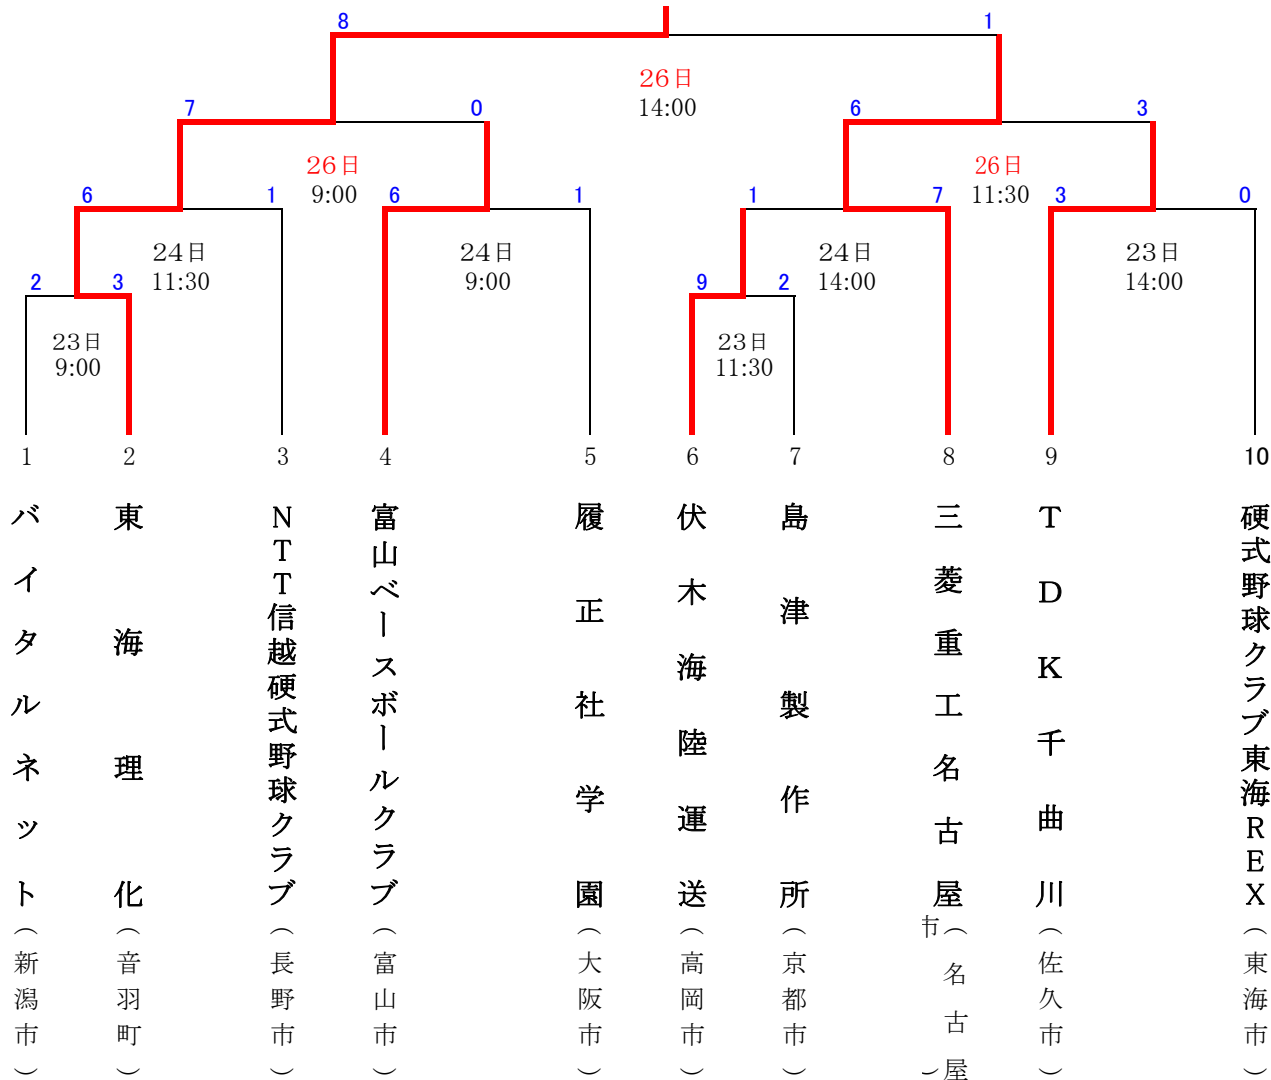 8 1
26日
14:00
7 0 6 3
26日 26日
9:00 11:30
6 1 6 1 1 7 3 0
24日 24日 24日 23日
11:30 9:00 14:00 14:00
2 3 9 2
23日 23日
9:00 11:30
1 2 3 4 5 6 7 8 9 10
バイタルネット（新潟市）
東海理化（音羽町）
NTT信越硬式野球クラブ（長野市）
富山ベースボールクラブ（富山市）
履正社学園（大阪市）
伏木海陸運送（高岡市）
島津製作所（京都市）
三菱重工名古屋（名古屋市）
TDK千曲川（佐久市）
硬式野球クラブ東海REX（東海市）